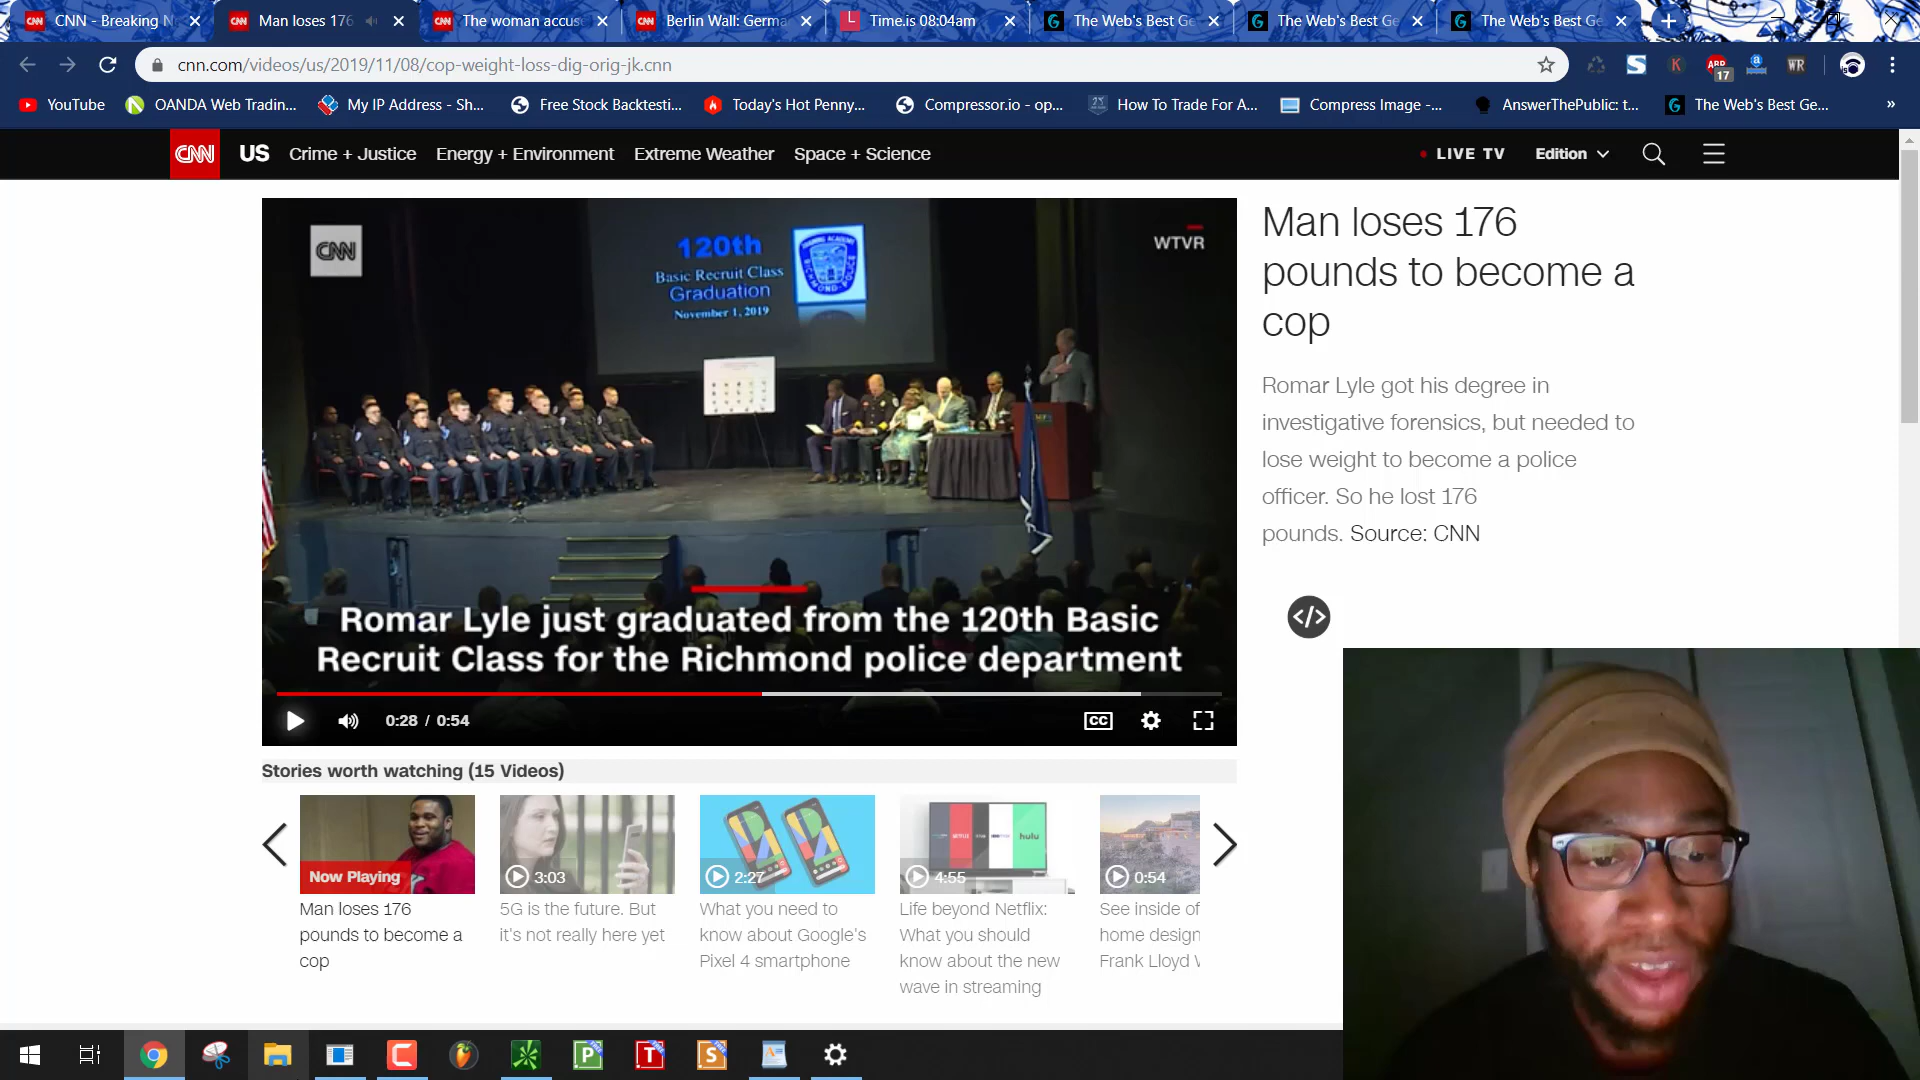 CNN - Breaking N
Man loses 176
The woman accuse
Berlin Wall: Germa
Time.is 08:04am
The Web's Best Ge
The Web's Best Ge
The Web's Best Ge
cnn.com/videos/us/2019/11/08/cop-weight-loss-dig-orig-jk.cnn
S
K
ABP
17
a
WR
YouTube
OANDA Web Tradin...
My IP Address - Sh...
Free Stock Backtesti...
Today's Hot Penny...
Compressor.io - op...
How To Trade For A...
Compress Image -...
AnswerThePublic: t...
The Web's Best Ge...
»
CNN
US
Crime + Justice
Energy + Environment
Extreme Weather
Space + Science
LIVE TV
Edition
CNN
WTVR
120th
Basic Recruit Class
Graduation
November 1, 2019
TRAINING ACADEMY
RICHMOND POLICE
Romar Lyle just graduated from the 120th Basic
Recruit Class for the Richmond police department
0:28 / 0:54
CC
Man loses 176
pounds to become a
cop
Romar Lyle got his degree in
investigative forensics, but needed to
lose weight to become a police
officer. So he lost 176
pounds. Source: CNN
</>
Stories worth watching (15 Videos)
Now Playing
Man loses 176
pounds to become a
cop
3:03
5G is the future. But
it's not really here yet
2:27
What you need to
know about Google's
Pixel 4 smartphone
NETFLIX
hulu
4:55
Life beyond Netflix:
What you should
know about the new
wave in streaming
0:54
See inside of
home design
Frank Lloyd W
C
P
T
S